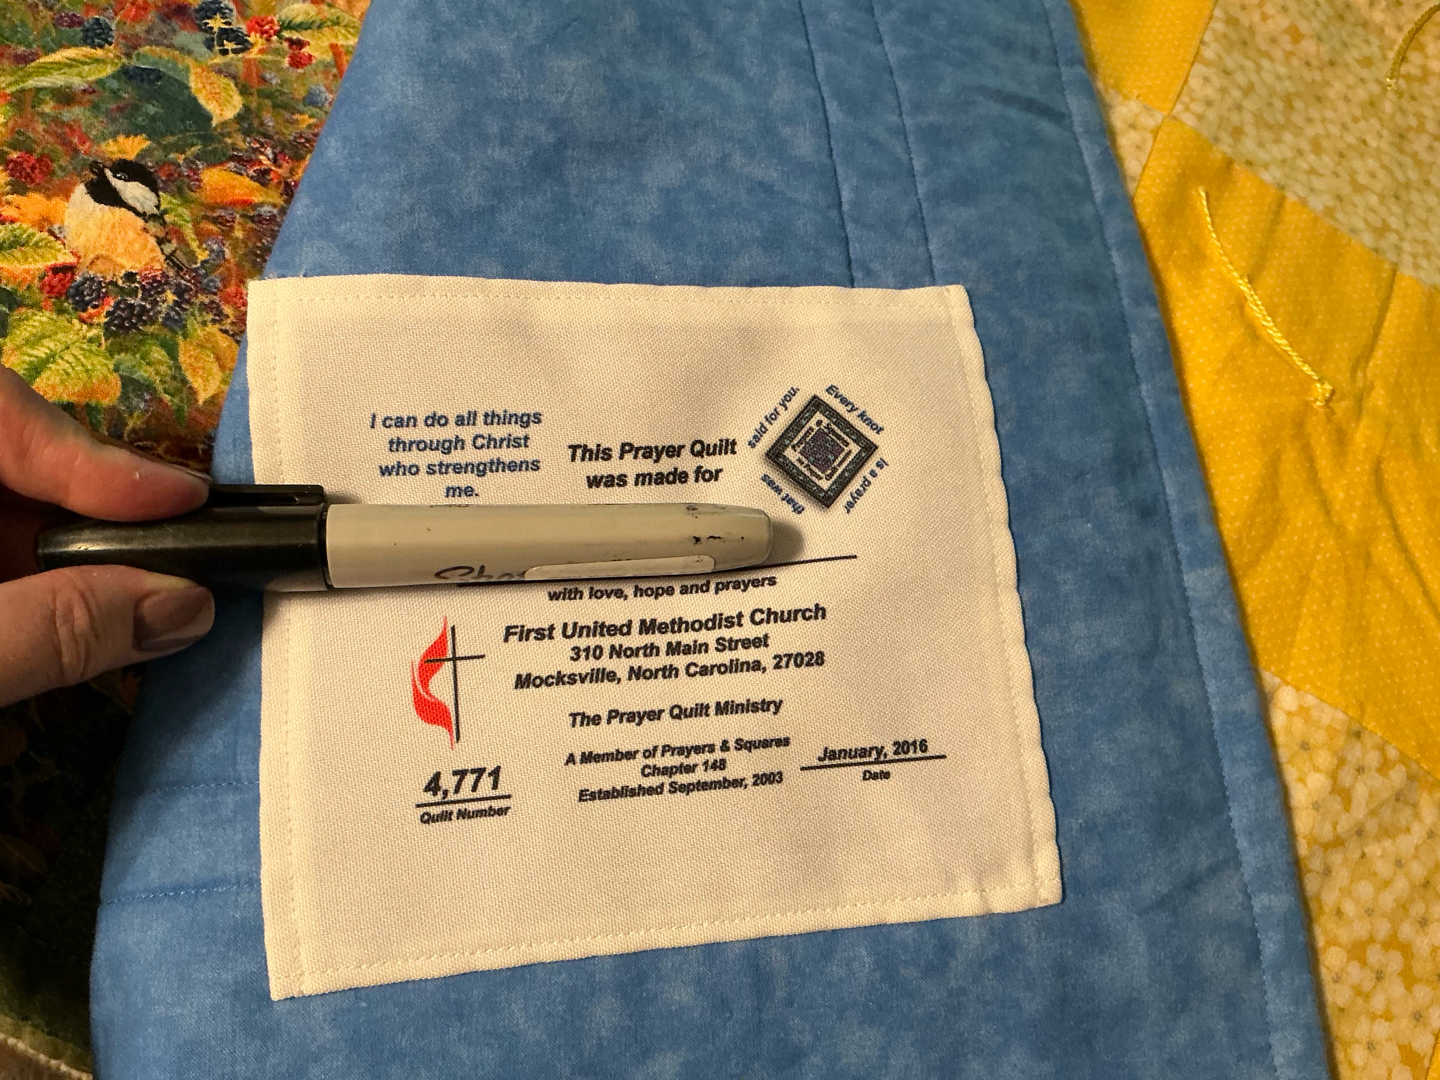 I can do all things
through Christ
who strengthens
me.
This Prayer Quilt
was made for
Every knot
is a prayer
that was
said for you.
with love, hope and prayers
First United Methodist Church
310 North Main Street
Mocksville, North Carolina, 27028
The Prayer Quilt Ministry
A Member of Prayers & Squares
Chapter 148
Established September, 2003
4,771
Quilt Number
January, 2016
Date